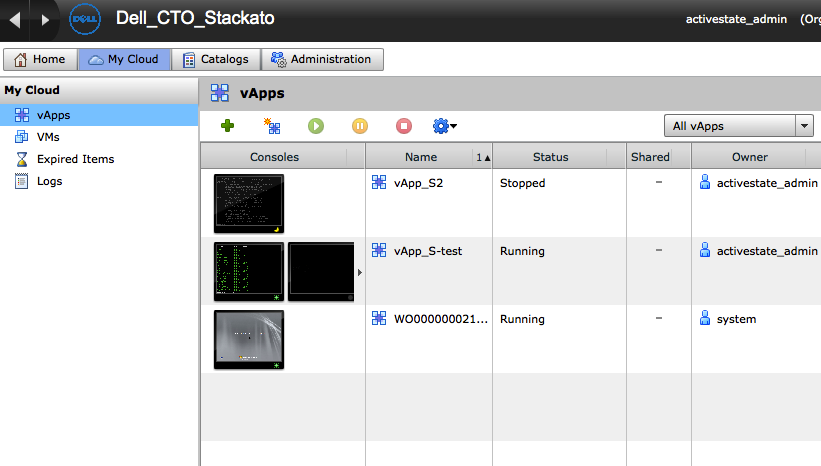 DELL Dell_CTO_Stackato activestate_admin (Org
Home My Cloud Catalogs Administration
My Cloud vApps
vApps
VMs
Expired Items
Logs
All vApps
Consoles Name 1▲ Status Shared Owner
vApp_S2 Stopped – activestate_admin
vApp_S-test Running – activestate_admin
WO000000021... Running – system